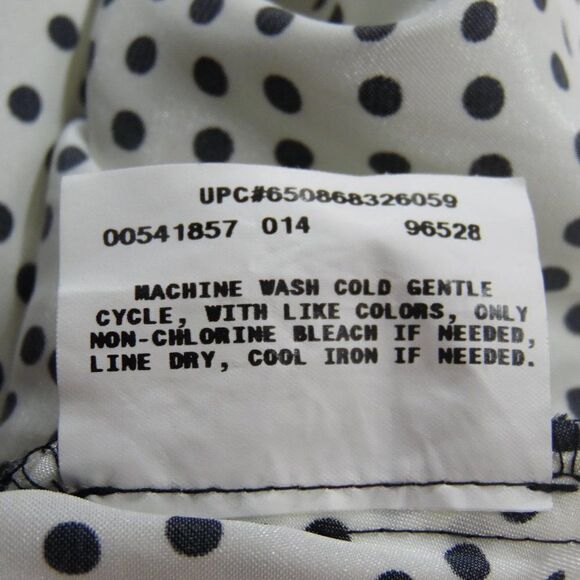 UPC#650868326059
00541857 014 96528
MACHINE WASH COLD GENTLE
CYCLE, WITH LIKE COLORS, ONLY
NON-CHLORINE BLEACH IF NEEDED,
LINE DRY, COOL IRON IF NEEDED.